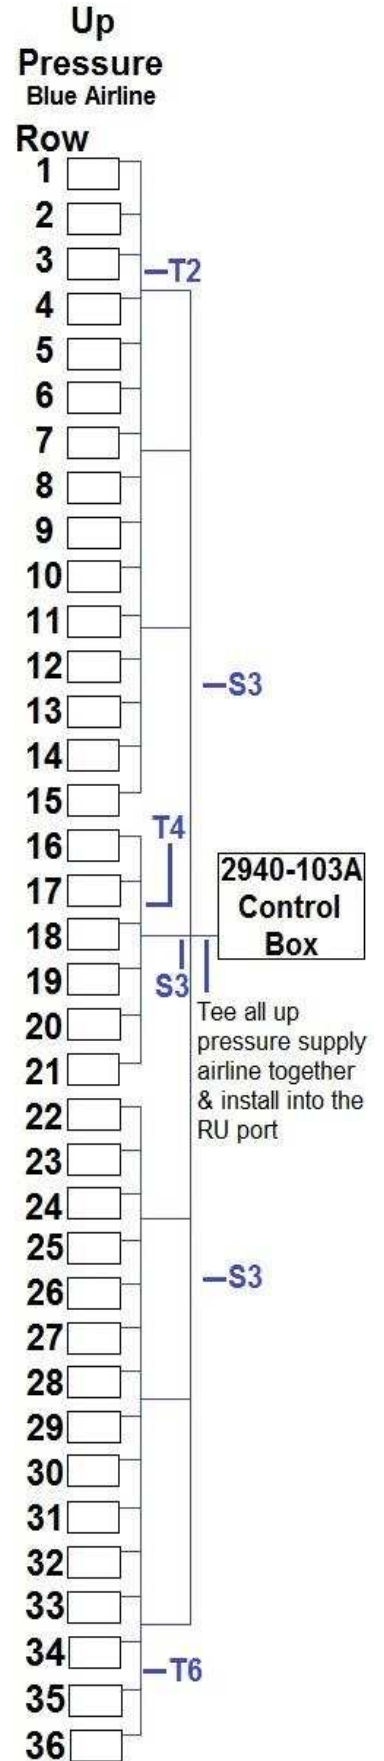 Up
Pressure
Blue Airline
Row
1
2
3
T2
4
5
6
7
8
9
10
11
12
S3
13
14
15
T4
16
17
2940-103A
Control
Box
18
19
S3
Tee all up
pressure supply
airline together
& install into the
RU port
20
21
22
23
24
25
S3
26
27
28
29
30
31
32
33
34
T6
35
36